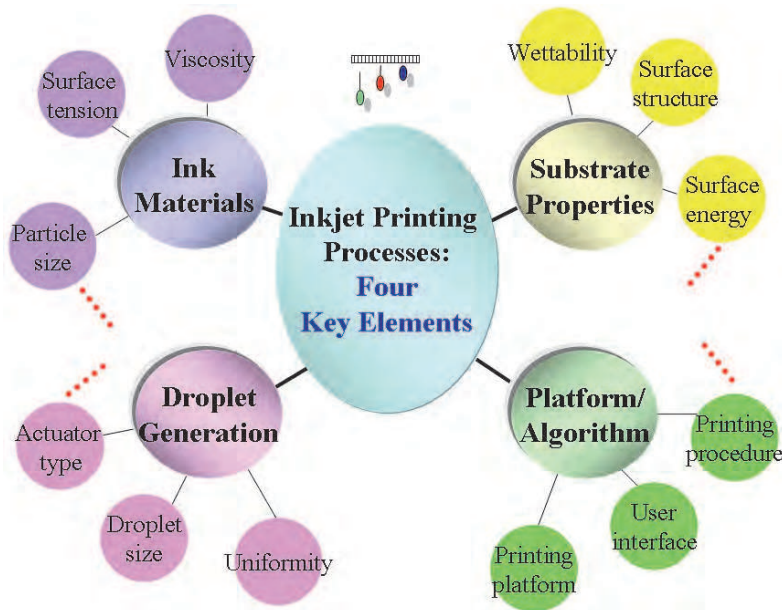 Viscosity
Surface
tension
Ink
Materials
Particle
size
Wettability
Surface
structure
Substrate
Properties
Surface
energy
Inkjet Printing
Processes:
Four
Key Elements
Droplet
Generation
Actuator
type
Droplet
size
Uniformity
Platform/
Algorithm
Printing
procedure
User
interface
Printing
platform